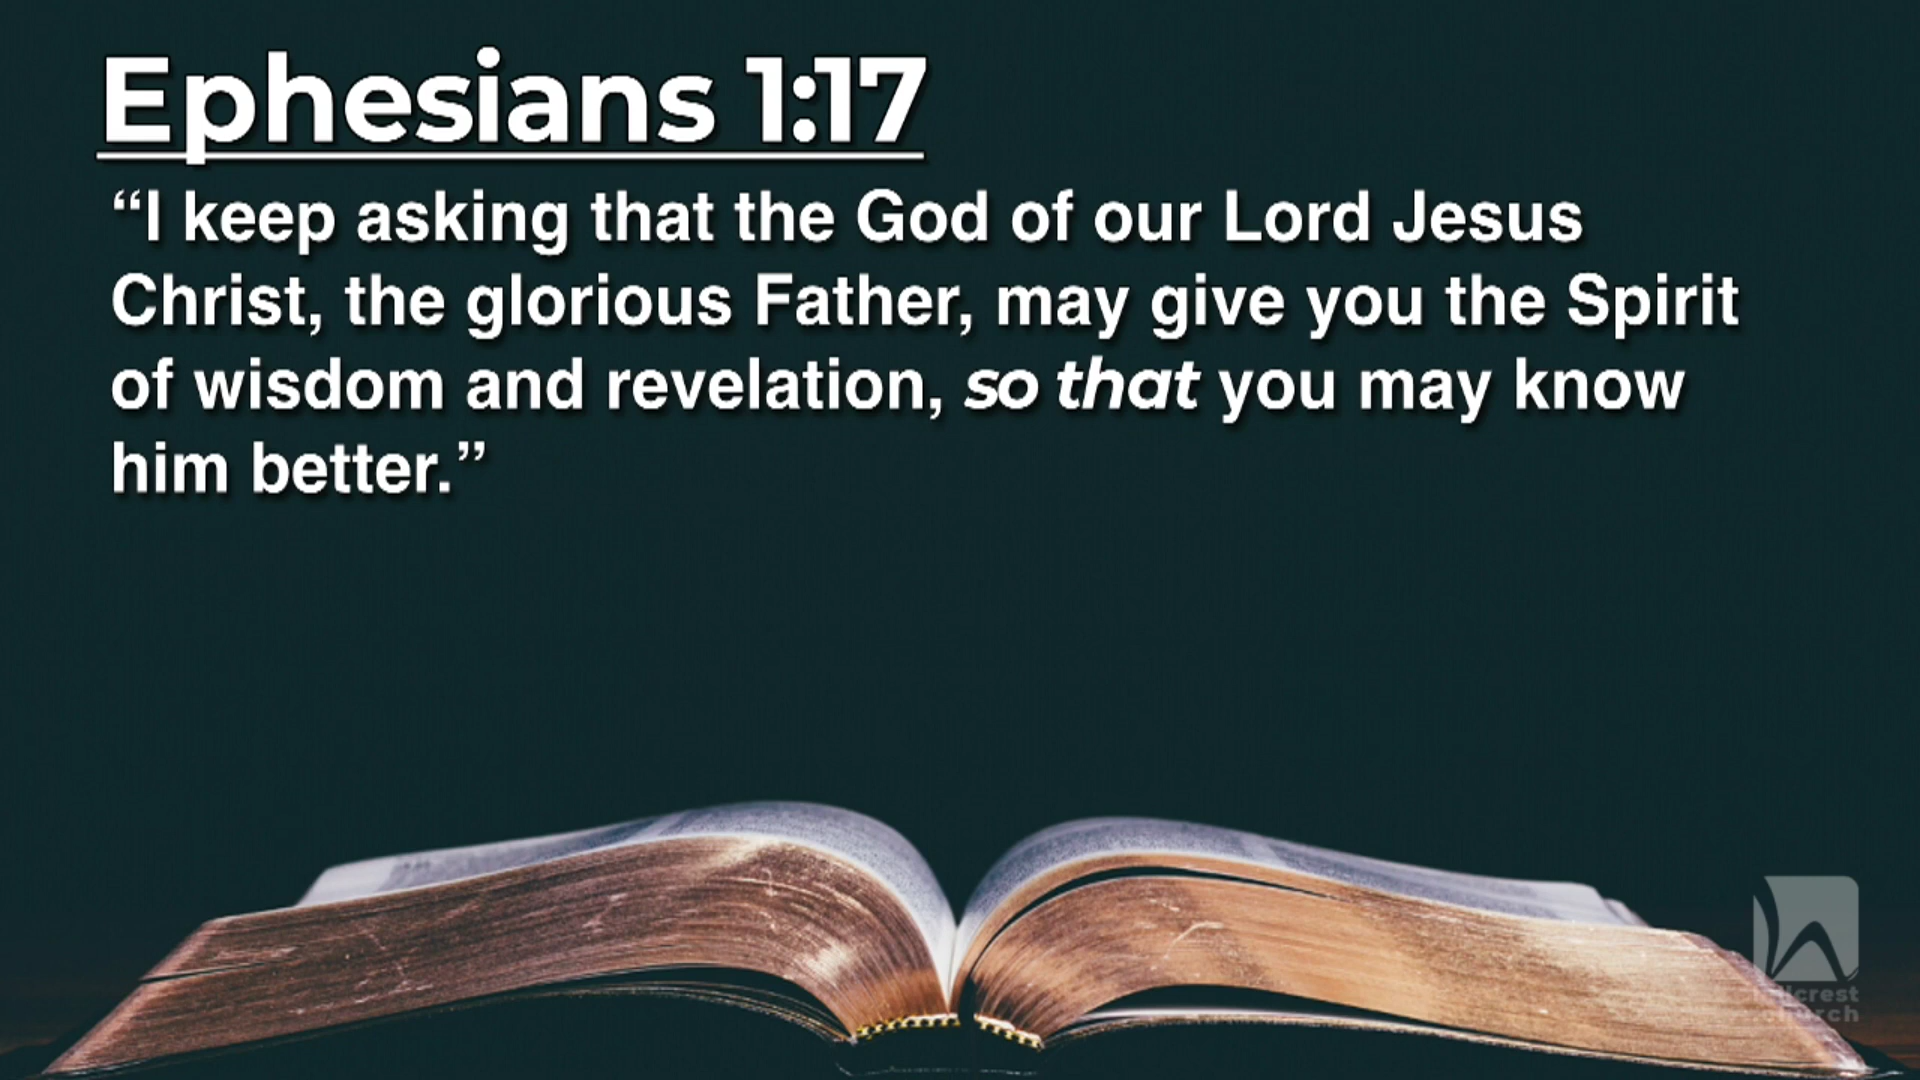 Ephesians 1:17
“I keep asking that the God of our Lord Jesus
Christ, the glorious Father, may give you the Spirit
of wisdom and revelation, so that you may know
him better.”
church